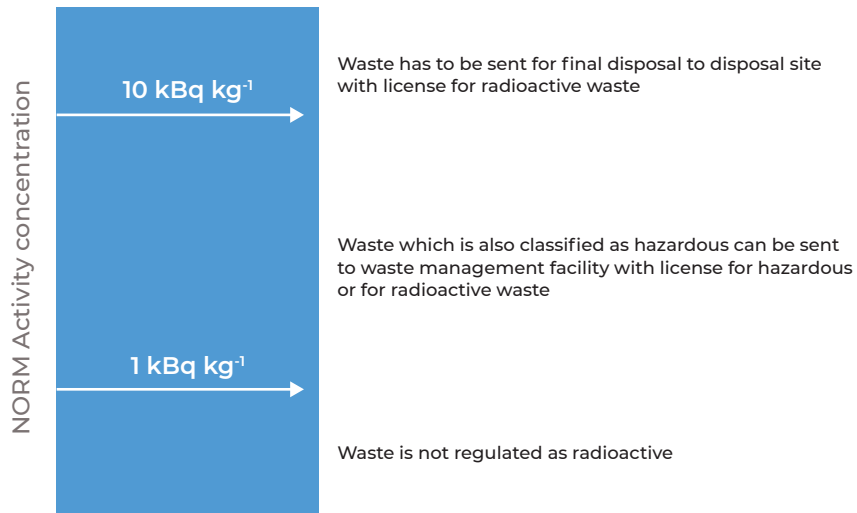 NORM Activity concentration
10 kBq kg⁻¹
Waste has to be sent for final disposal to disposal site
with license for radioactive waste
Waste which is also classified as hazardous can be sent
to waste management facility with license for hazardous
or for radioactive waste
1 kBq kg⁻¹
Waste is not regulated as radioactive